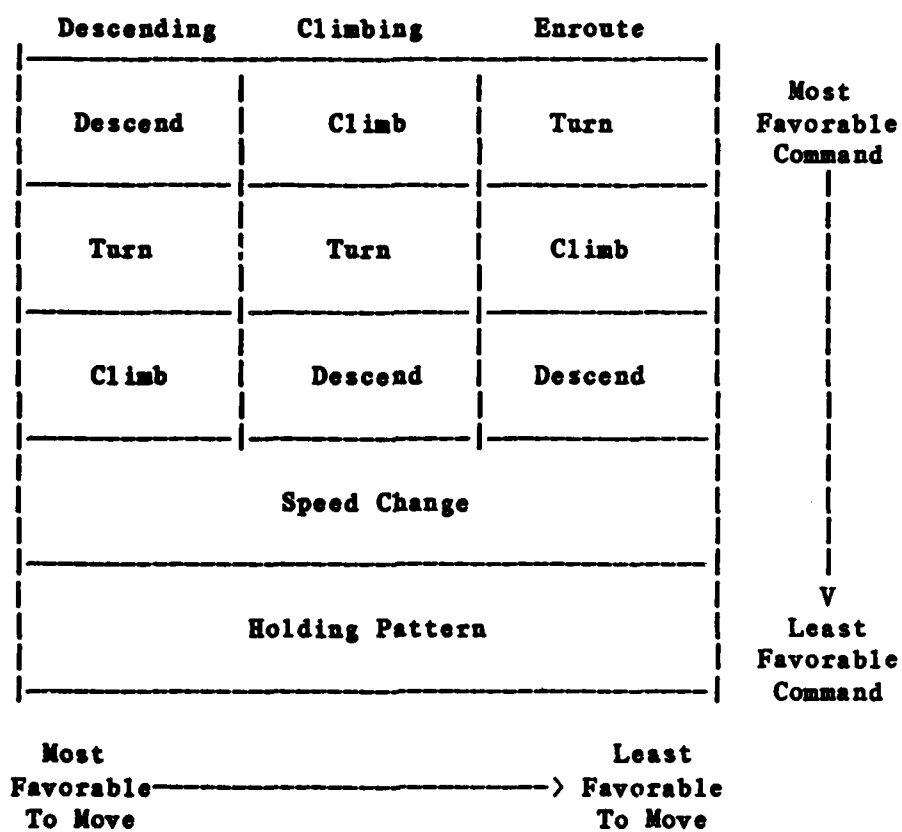 Descending Climbing Enroute
Descend Climb Turn
Turn Turn Climb
Climb Descend Descend
Speed Change
Holding Pattern
Most
Favorable
Command
V
Least
Favorable
Command
Most
Favorable
To Move
> 
Least
Favorable
To Move